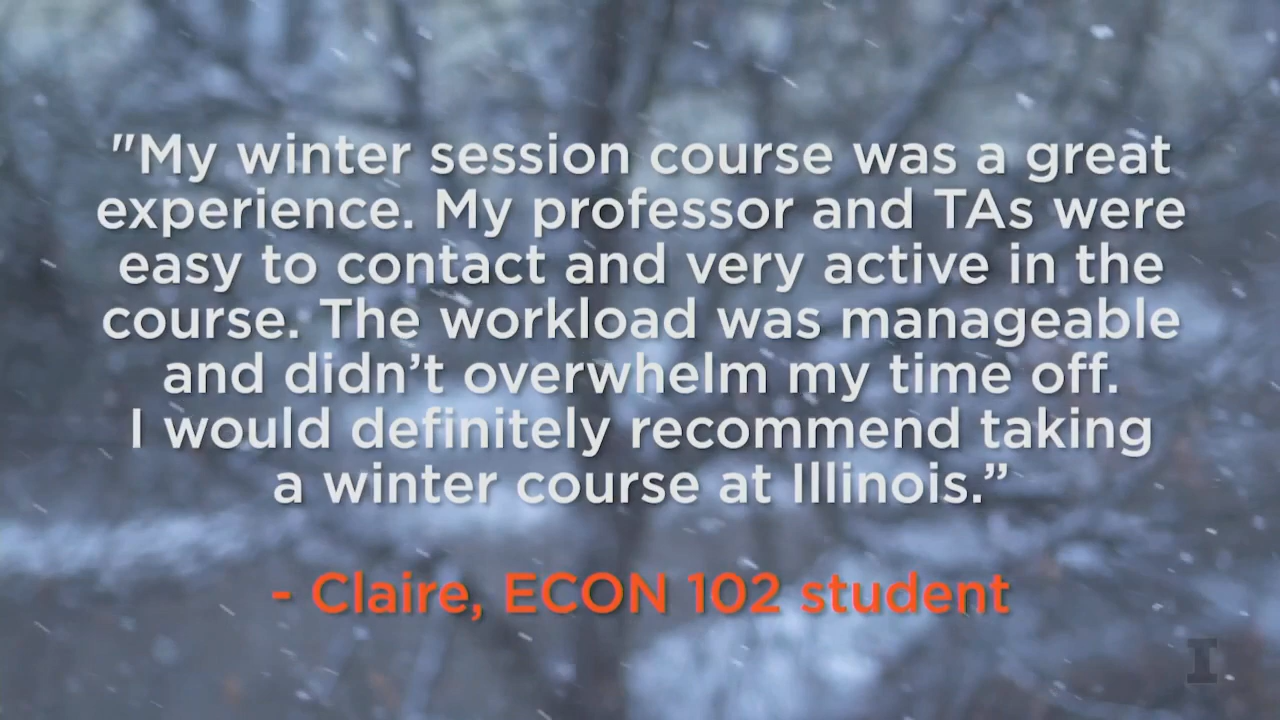 "My winter session course was a great
experience. My professor and TAs were
easy to contact and very active in the
course. The workload was manageable
and didn’t overwhelm my time off.
I would definitely recommend taking
a winter course at Illinois.”
- Claire, ECON 102 student
I